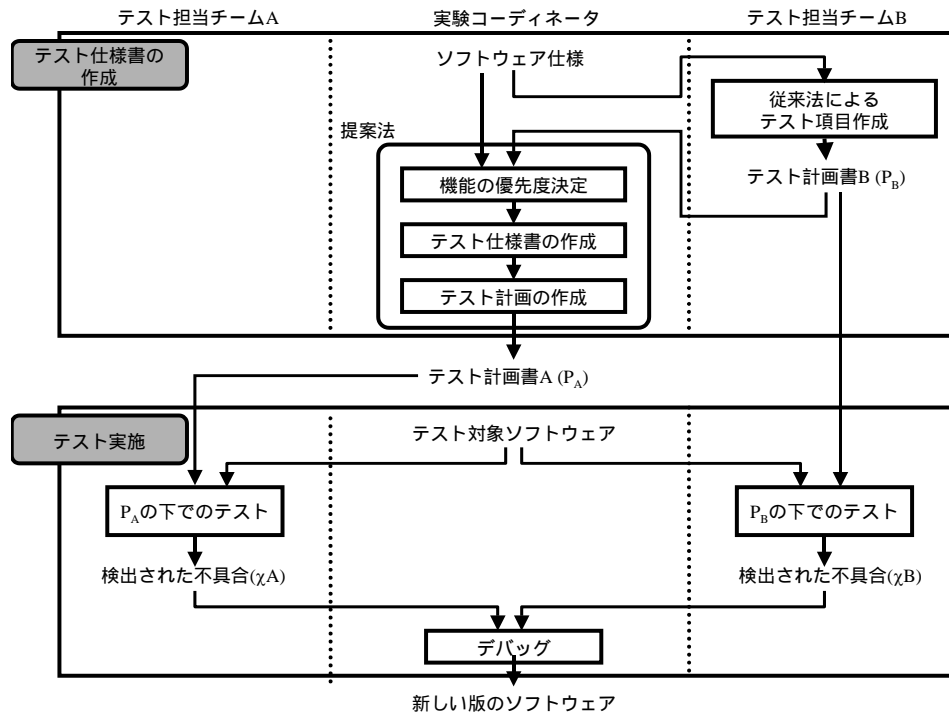 テスト担当チームA
実験コーディネータ
テスト担当チームB
テスト仕様書の
作成
ソフトウェア仕様
従来法による
テスト項目作成
提案法
機能の優先度決定
テスト計画書B (PB)
テスト仕様書の作成
テスト計画の作成
テスト計画書A (PA)
テスト実施
テスト対象ソフトウェア
PAの下でのテスト
PBの下でのテスト
検出された不具合(χA)
検出された不具合(χB)
デバッグ
新しい版のソフトウェア